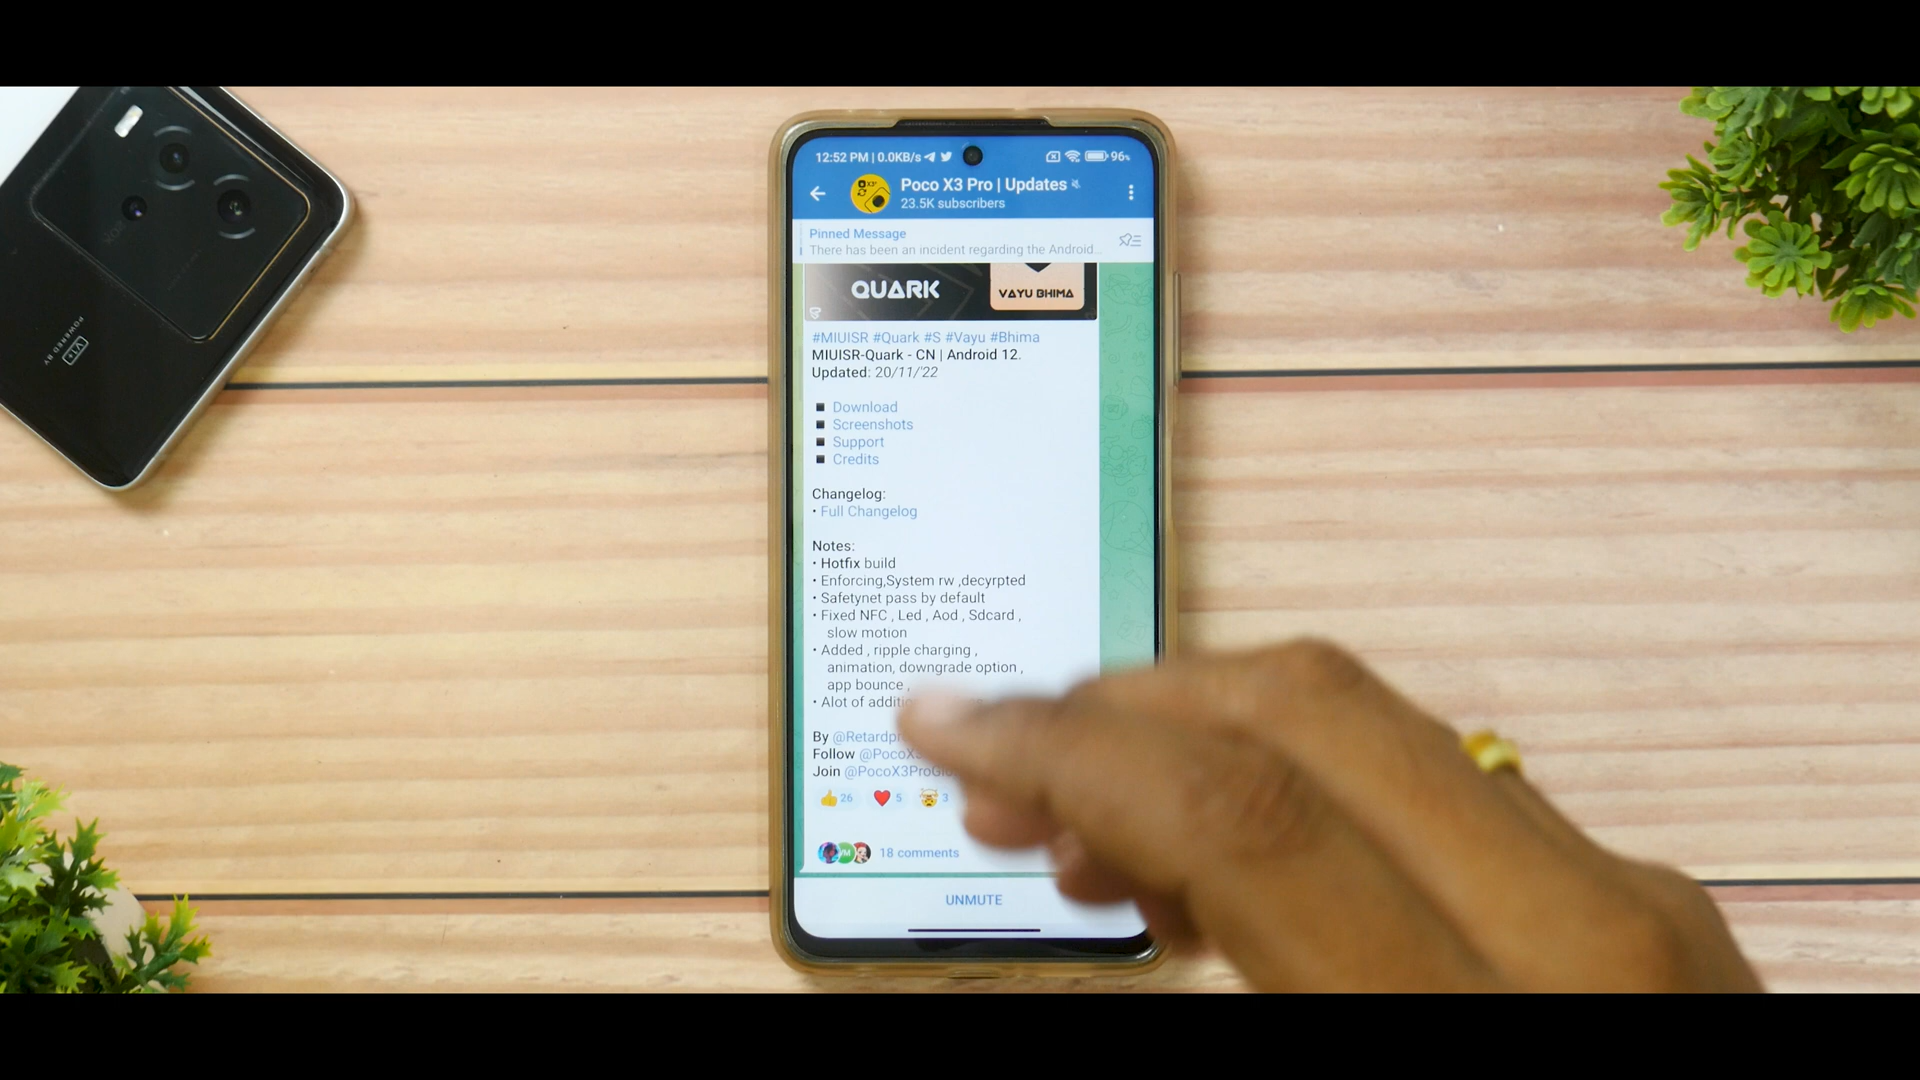 12:52 PM | 0.0KB/s
96%
Poco X3 Pro | Updates
23.5K subscribers
Pinned Message
There has been an incident regarding the Android...
QUARK
VAYU BHIMA
#MIUISR #Quark #S #Vayu #Bhima
MIUISR-Quark - CN | Android 12.
Updated: 20/11/'22
Download
Screenshots
Support
Credits
Changelog:
• Full Changelog
Notes:
• Hotfix build
• Enforcing,System rw ,decyrpted
• Safetynet pass by default
• Fixed NFC , Led , Aod , Sdcard ,
slow motion
• Added , ripple charging ,
animation, downgrade option ,
app bounce ,
• Alot of
By
Follow
Join
26 5 3
VM
18 comments
UNMUTE
POWERED BY